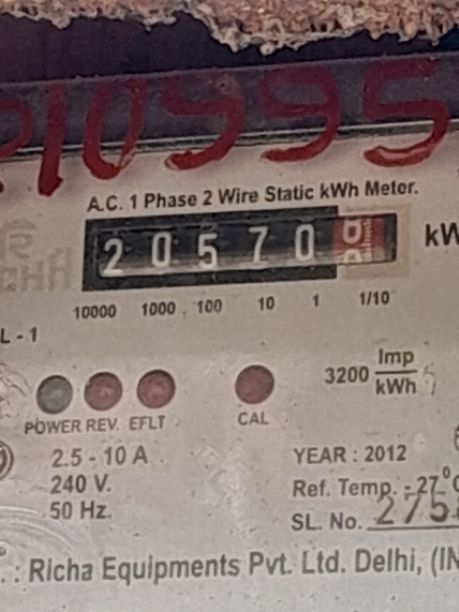 A.C. 1 Phase 2 Wire Static kWh Meter.
20570
10000 1000 100 10 1 1/10
L - 1
3200 Imp/kWh
POWER REV. EFLT CAL
2.5 - 10 A
240 V.
50 Hz.
YEAR : 2012
Ref. Temp. - 27°C
SL. No. 275
: Richa Equipments Pvt. Ltd. Delhi, (IN